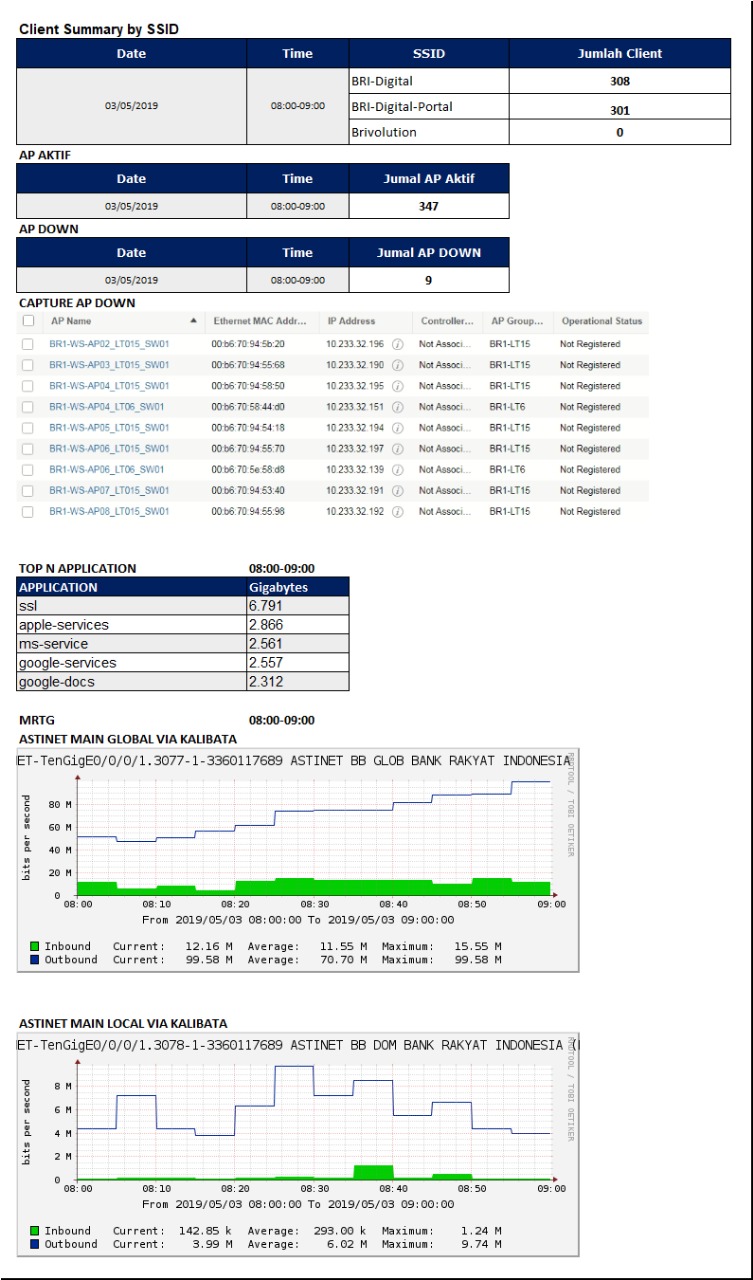 Client Summary by SSID
Date Time SSID Jumlah Client
03/05/2019 08:00-09:00 BRI-Digital 308
BRI-Digital-Portal 301
Brivolution 0
AP AKTIF
Date Time Jumal AP Aktif
03/05/2019 08:00-09:00 347
AP DOWN
Date Time Jumal AP DOWN
03/05/2019 08:00-09:00 9
CAPTURE AP DOWN
AP Name Ethernet MAC Addr... IP Address Controller... AP Group... Operational Status
BR1-WS-AP02_LT015_SW01 00:b6:70:94:5b:20 10.233.32.196 Not Associ... BR1-LT15 Not Registered
BR1-WS-AP03_LT015_SW01 00:b6:70:94:55:68 10.233.32.190 Not Associ... BR1-LT15 Not Registered
BR1-WS-AP04_LT015_SW01 00:b6:70:94:58:50 10.233.32.195 Not Associ... BR1-LT15 Not Registered
BR1-WS-AP04_LT06_SW01 00:b6:70:58:44:d0 10.233.32.151 Not Associ... BR1-LT6 Not Registered
BR1-WS-AP05_LT015_SW01 00:b6:70:94:54:18 10.233.32.194 Not Associ... BR1-LT15 Not Registered
BR1-WS-AP06_LT015_SW01 00:b6:70:94:55:70 10.233.32.197 Not Associ... BR1-LT15 Not Registered
BR1-WS-AP06_LT06_SW01 00:b6:70:5e:58:d8 10.233.32.139 Not Associ... BR1-LT6 Not Registered
BR1-WS-AP07_LT015_SW01 00:b6:70:94:53:40 10.233.32.191 Not Associ... BR1-LT15 Not Registered
BR1-WS-AP08_LT015_SW01 00:b6:70:94:55:98 10.233.32.192 Not Associ... BR1-LT15 Not Registered
TOP N APPLICATION 08:00-09:00
APPLICATION Gigabytes
ssl 6.791
apple-services 2.866
ms-service 2.561
google-services 2.557
google-docs 2.312
MRTG 08:00-09:00
ASTINET MAIN GLOBAL VIA KALIBATA
ET-TenGigE0/0/0/1.3077-1-3360117689 ASTINET BB GLOB BANK RAKYAT INDONESIA
RRDTOOL / TOBI OETIKER
bits per second
80 M
60 M
40 M
20 M
0
08:00 08:10 08:20 08:30 08:40 08:50 09:00
From 2019/05/03 08:00:00 To 2019/05/03 09:00:00
Inbound Current: 12.16 M Average: 11.55 M Maximum: 15.55 M
Outbound Current: 99.58 M Average: 70.70 M Maximum: 99.58 M
ASTINET MAIN LOCAL VIA KALIBATA
ET-TenGigE0/0/0/1.3078-1-3360117689 ASTINET BB DOM BANK RAKYAT INDONESIA (
RRDTOOL / TOBI OETIKER
bits per second
8 M
6 M
4 M
2 M
0
08:00 08:10 08:20 08:30 08:40 08:50 09:00
From 2019/05/03 08:00:00 To 2019/05/03 09:00:00
Inbound Current: 142.85 k Average: 293.00 k Maximum: 1.24 M
Outbound Current: 3.99 M Average: 6.02 M Maximum: 9.74 M